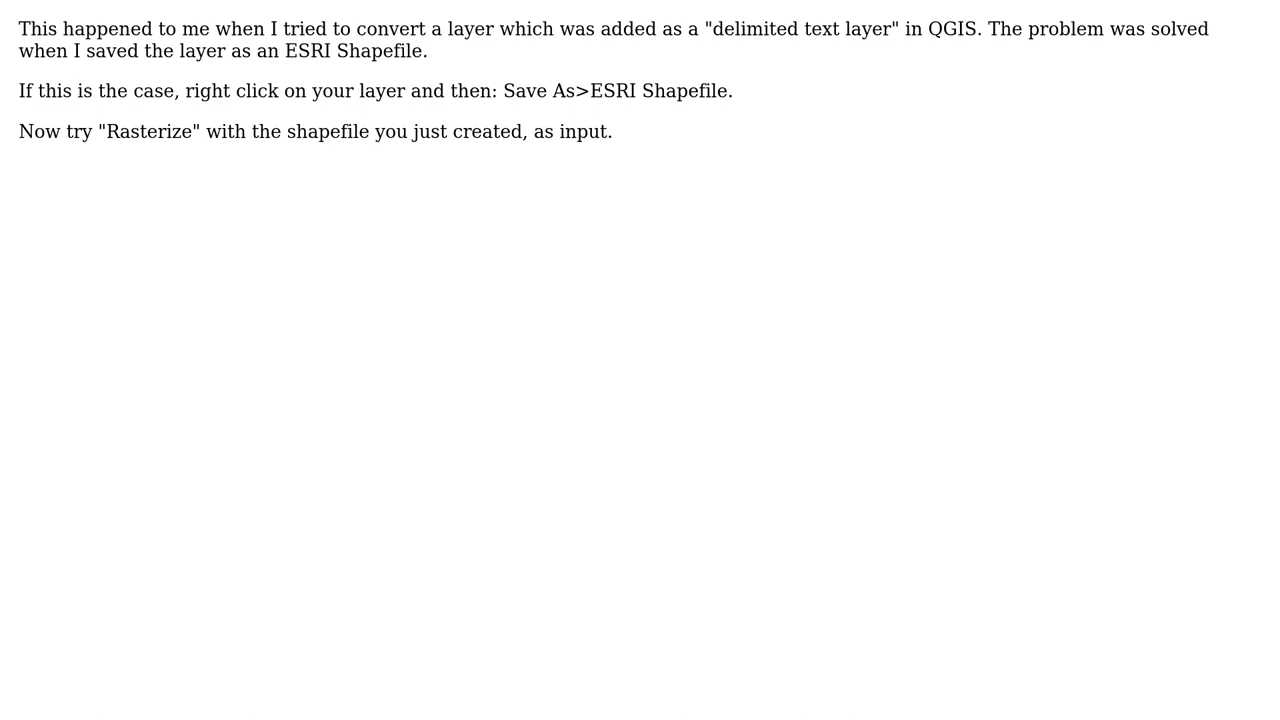 This happened to me when I tried to convert a layer which was added as a "delimited text layer" in QGIS. The problem was solved
when I saved the layer as an ESRI Shapefile.
If this is the case, right click on your layer and then: Save As>ESRI Shapefile.
Now try "Rasterize" with the shapefile you just created, as input.